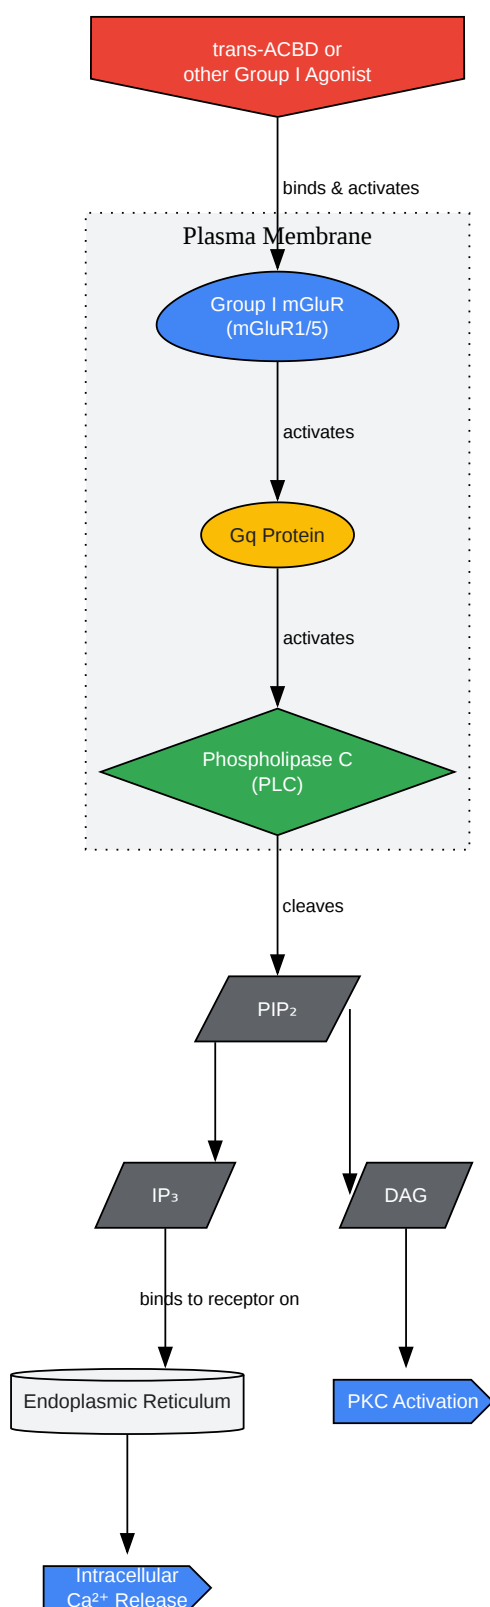 trans-ACBD or
other Group I Agonist
binds & activates
Plasma Membrane
Group I mGluR
(mGluR1/5)
activates
Gq Protein
activates
Phospholipase C
(PLC)
cleaves
PIP₂
IP₃
DAG
binds to receptor on
Endoplasmic Reticulum
PKC Activation
Intracellular
Ca²⁺ Release